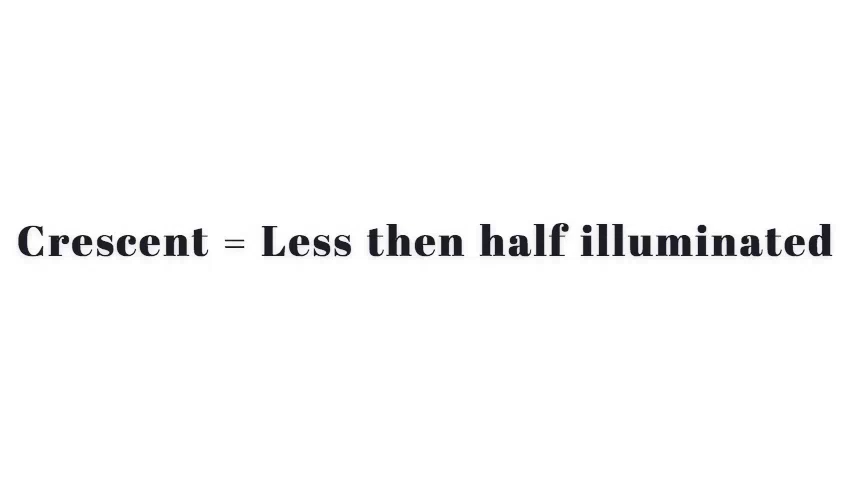 Crescent = Less then half illuminated